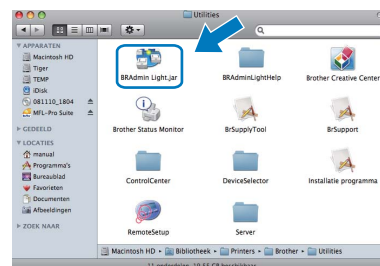 Utilities
APPARATEN
Macintosh HD
Tiger
TEMP
iDisk
081110_1804
MFL-Pro Suite
GEDEELD
LOCATIES
manual
Programma's
Bureaublad
Favorieten
Documenten
Afbeeldingen
ZOEK NAAR
BRAdmin Light.jar
BRAdminLightHelp
Brother Creative Center
Brother Status Monitor
BrSupplyTool
BrSupport
ControlCenter
DeviceSelector
Installatie programma
RemoteSetup
Server
Macintosh HD ▸ Bibliotheek ▸ Printers ▸ Brother ▸ Utilities